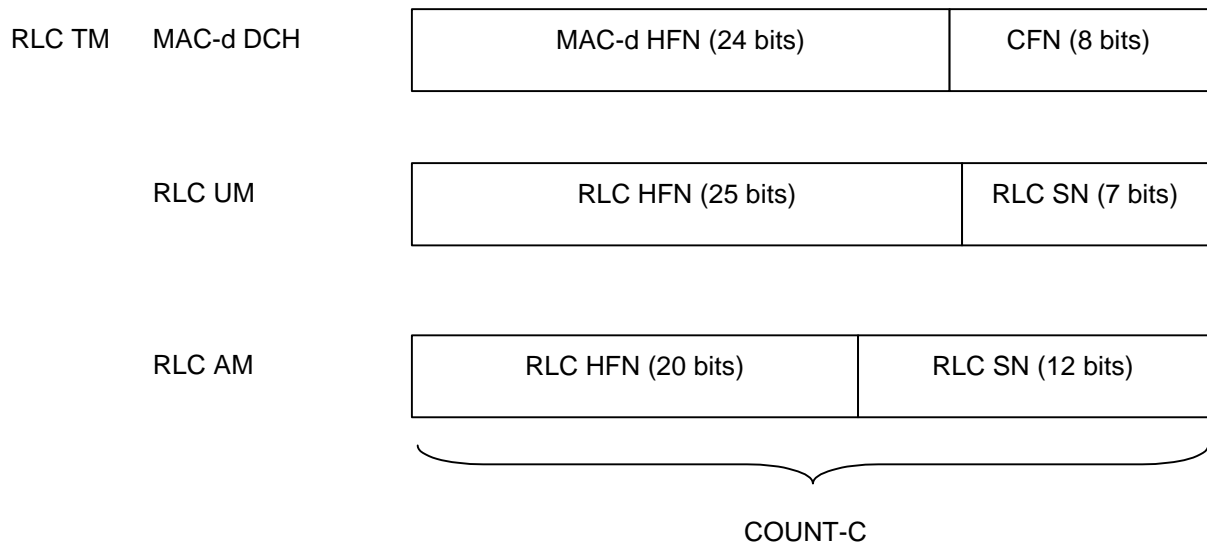 RLC TM MAC-d DCH MAC-d HFN (24 bits) CFN (8 bits)
RLC UM RLC HFN (25 bits) RLC SN (7 bits)
RLC AM RLC HFN (20 bits) RLC SN (12 bits)
COUNT-C